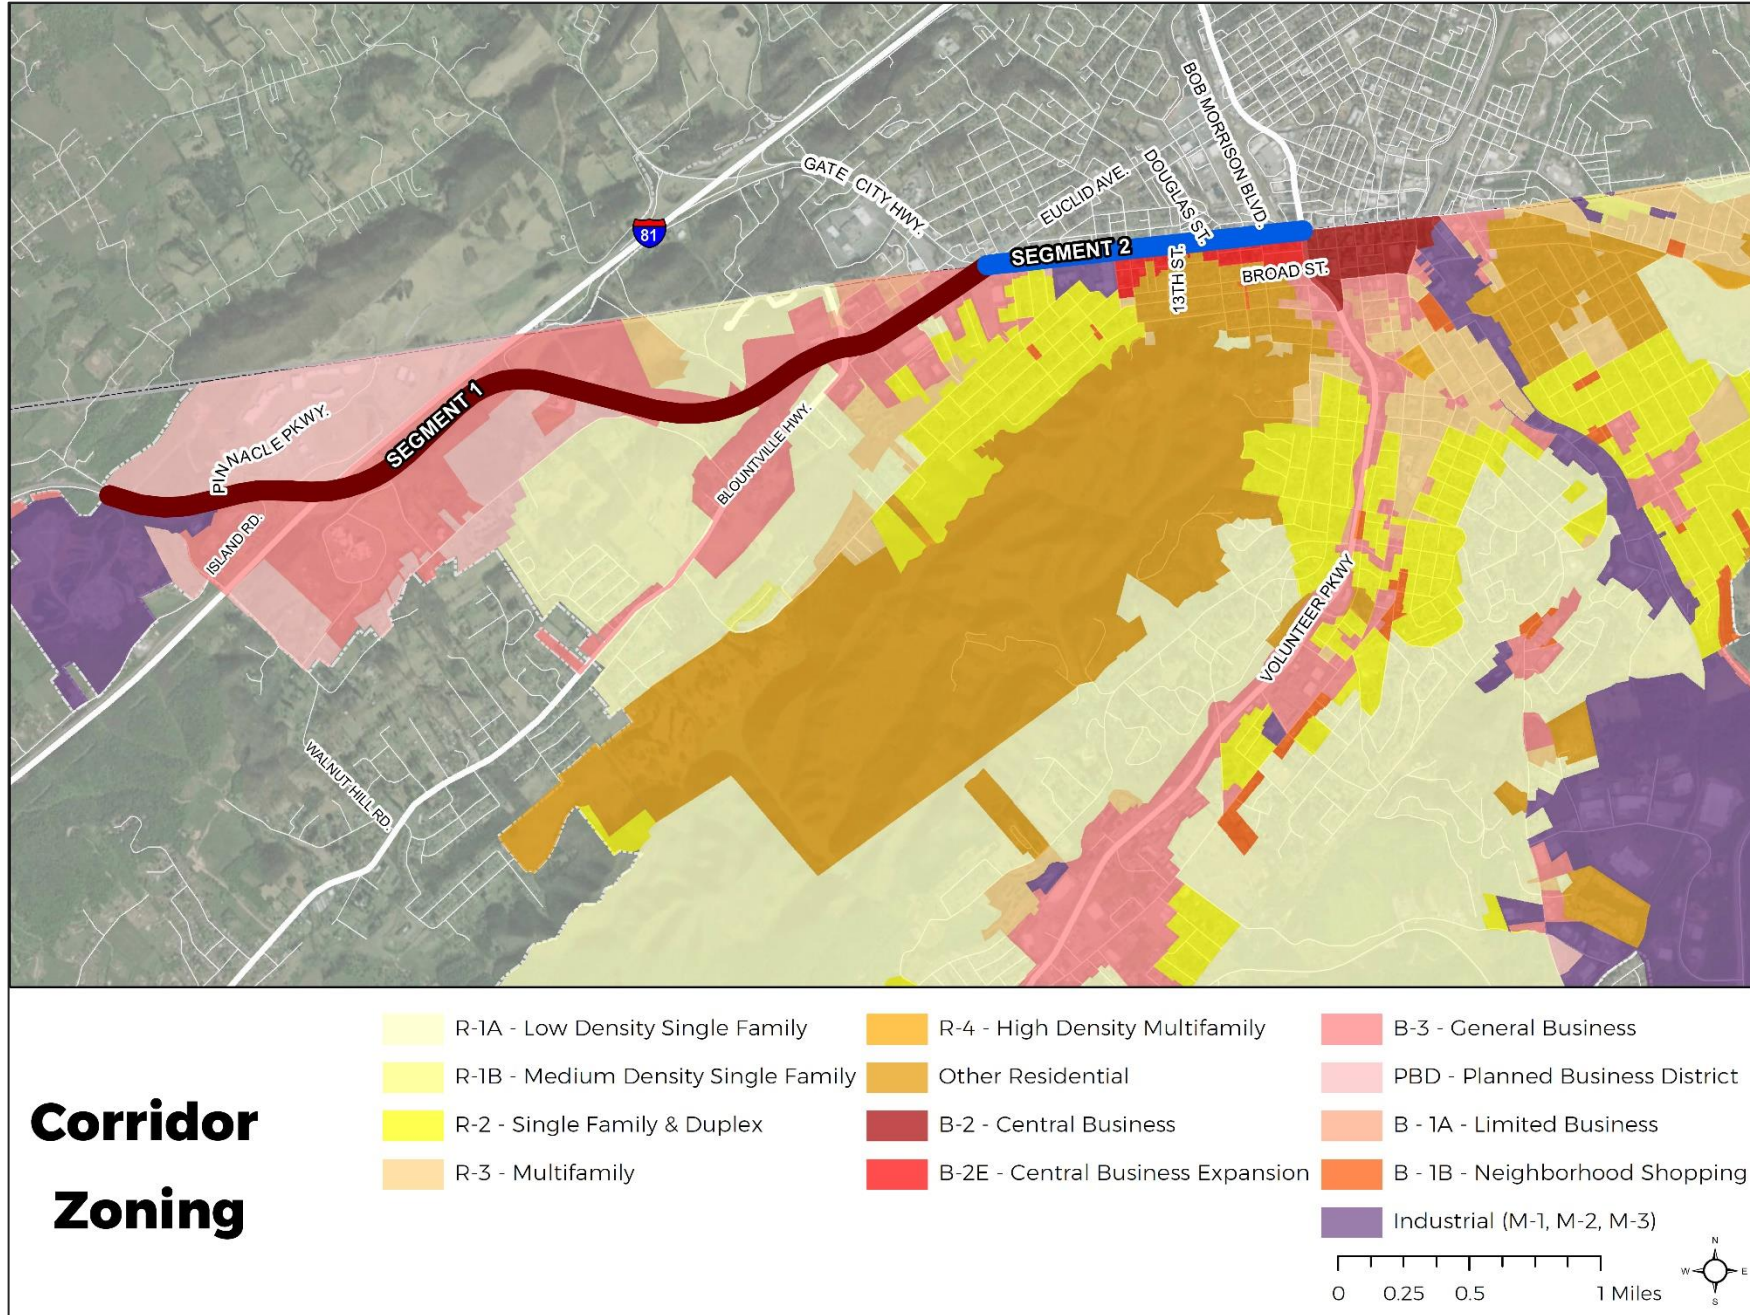 BOB MORRISON BLVD.
GATE CITY HWY.
EUCLID AVE.
DOUGLAS ST.
81
SEGMENT 2
13TH ST.
BROAD ST.
SEGMENT 1
PINNACLE PKWY.
BLOUNTVILLE HWY.
ISLAND RD.
VOLUNTEER PKWY
WALNUT HILL RD.
Corridor
Zoning
R-1A - Low Density Single Family
R-1B - Medium Density Single Family
R-2 - Single Family & Duplex
R-3 - Multifamily
R-4 - High Density Multifamily
Other Residential
B-2 - Central Business
B-2E - Central Business Expansion
B-3 - General Business
PBD - Planned Business District
B - 1A - Limited Business
B - 1B - Neighborhood Shopping
Industrial (M-1, M-2, M-3)
0 0.25 0.5 1 Miles
N
W E
S